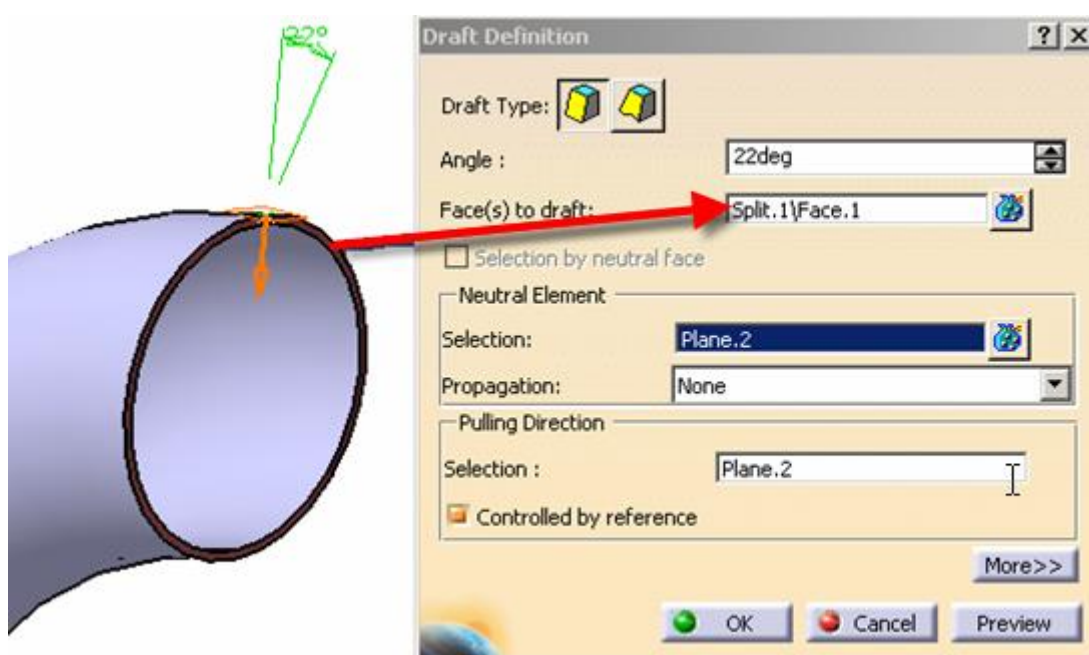 22°
Draft Definition
? ×
Draft Type:
Angle : 22deg
Face(s) to draft: Split.1\Face.1
Selection by neutral face
Neutral Element
Selection: Plane.2
Propagation: None
Pulling Direction
Selection : Plane.2
Controlled by reference
More>>
OK Cancel Preview